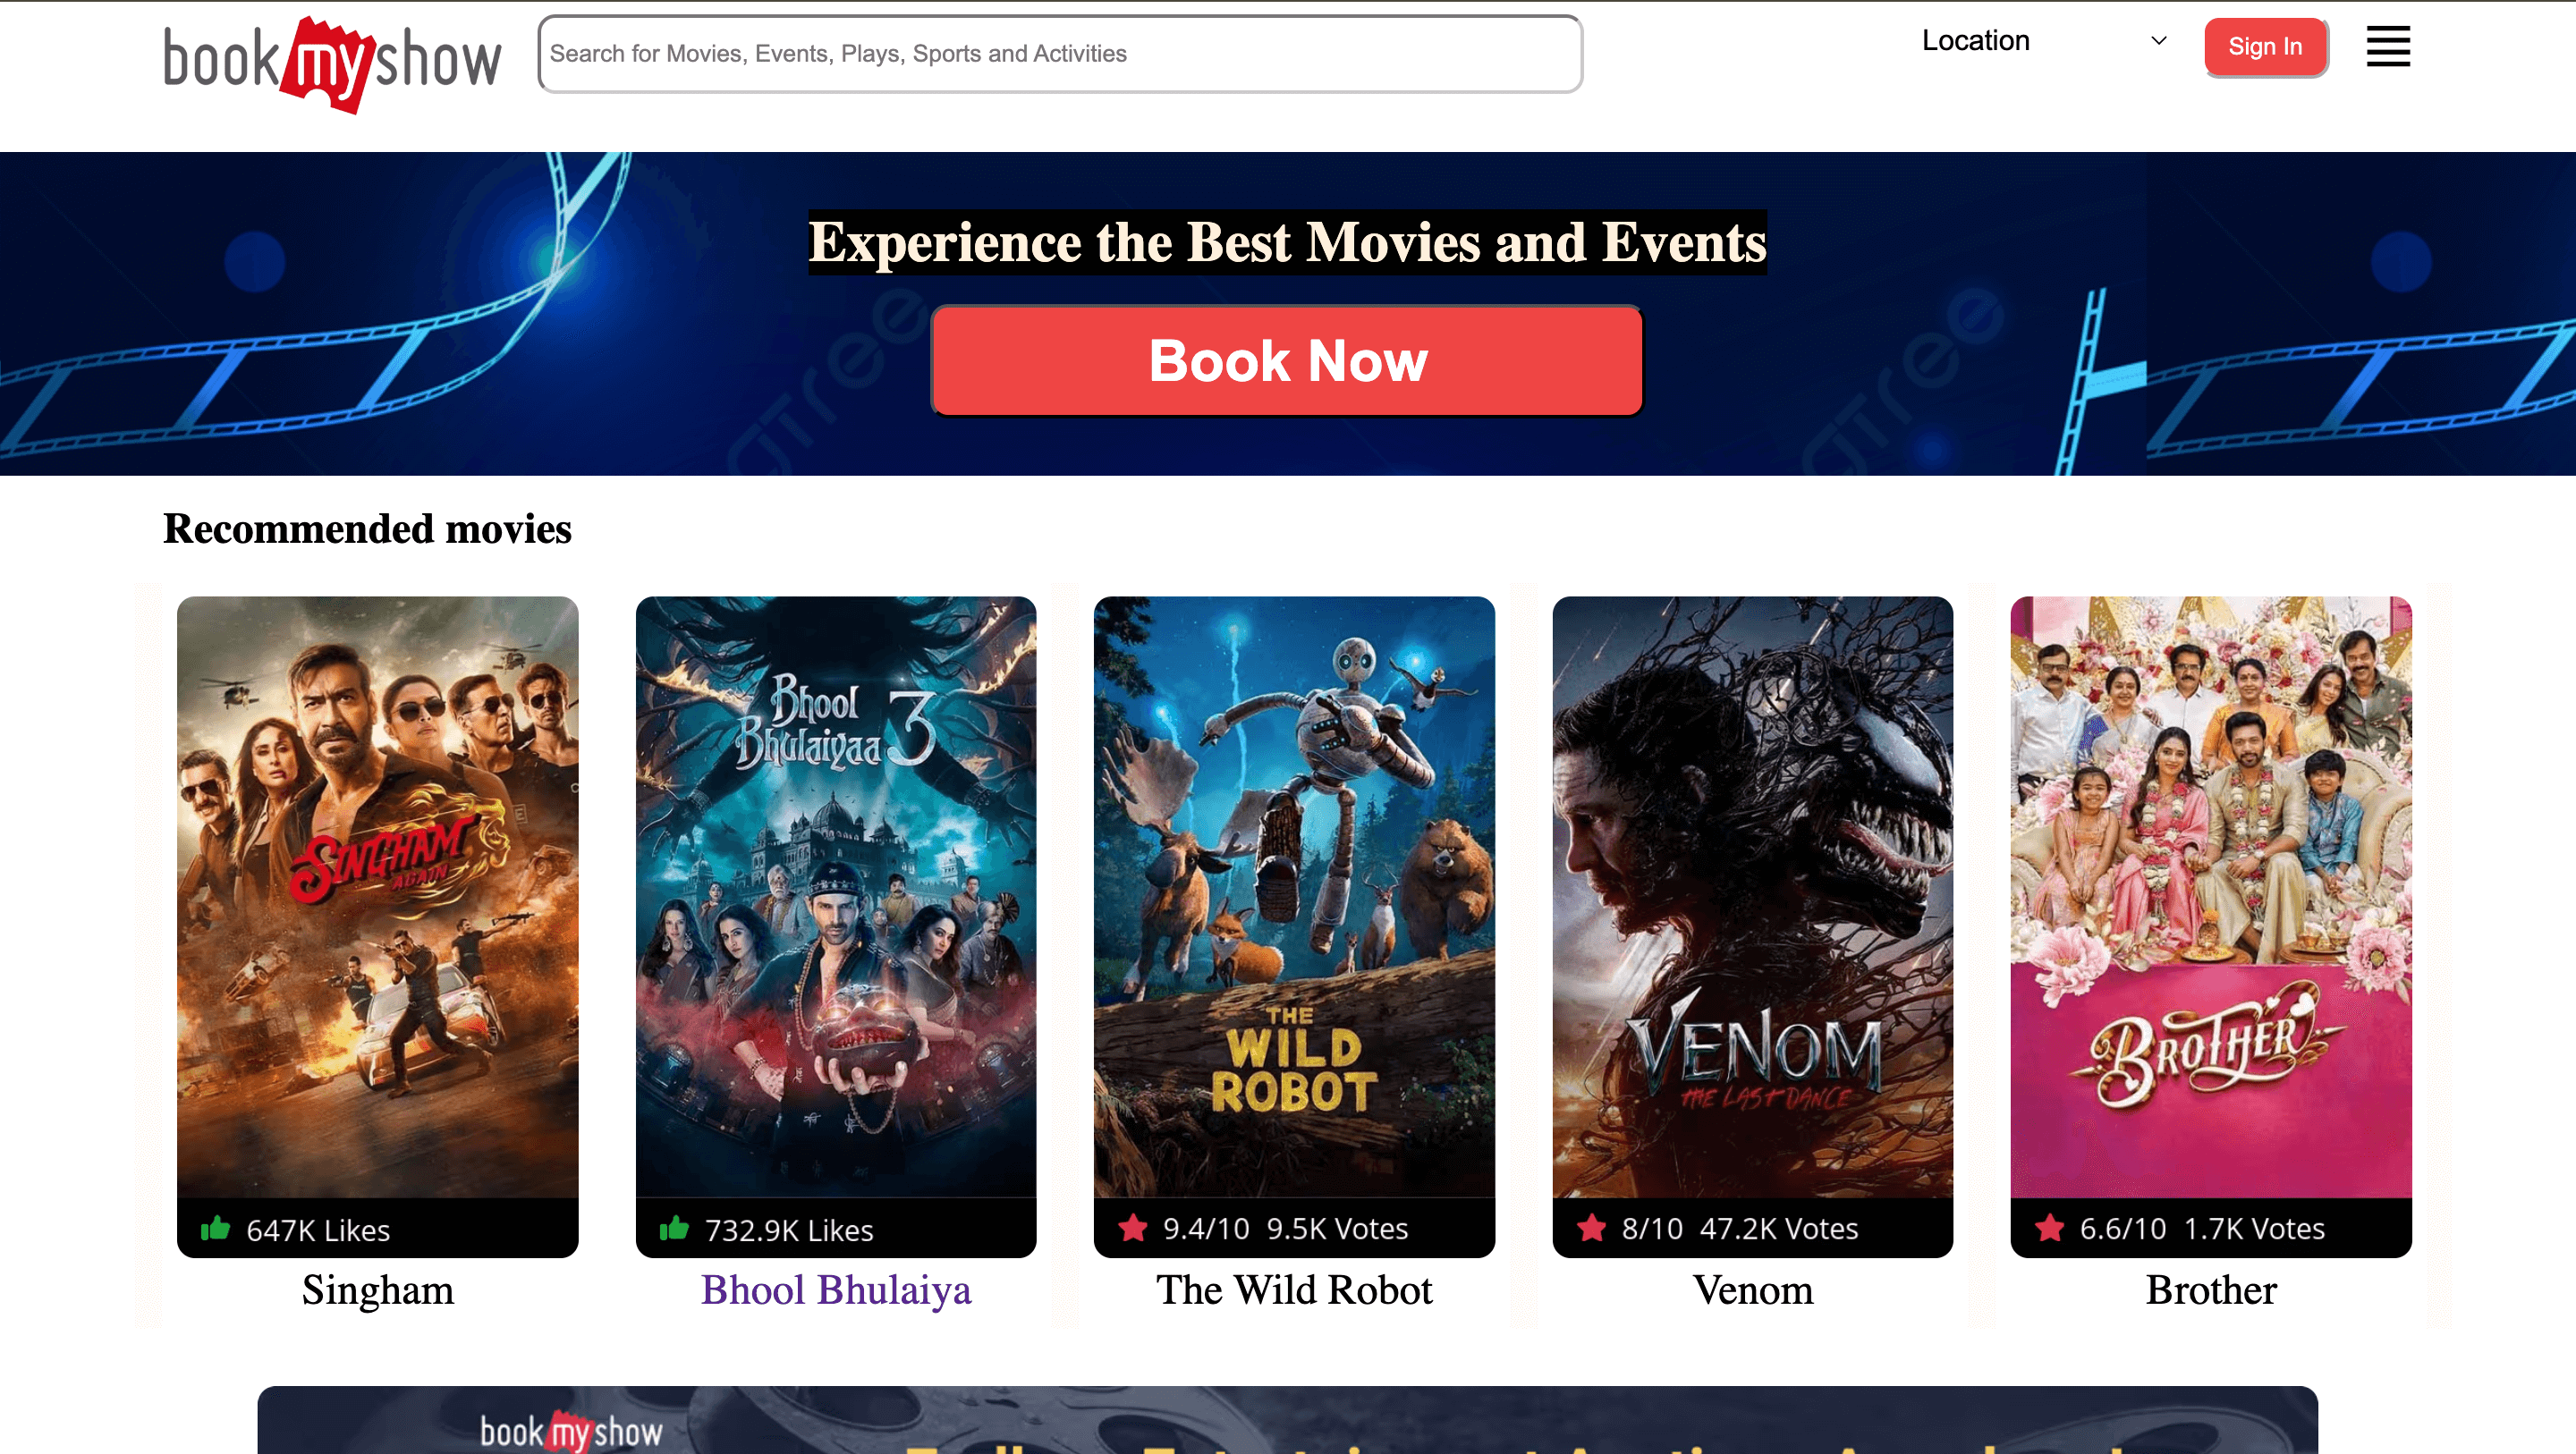 bookmyshow
Search for Movies, Events, Plays, Sports and Activities
Location
Sign In
Experience the Best Movies and Events
Book Now
Recommended movies
SINGHAM
AGAIN
647K Likes
Singham
Bhool
Bhulaiyaa 3
732.9K Likes
Bhool Bhulaiya
THE
WILD
ROBOT
9.4/10 9.5K Votes
The Wild Robot
VENOM
THE LAST DANCE
8/10 47.2K Votes
Venom
BROTHER
6.6/10 1.7K Votes
Brother
bookmyshow